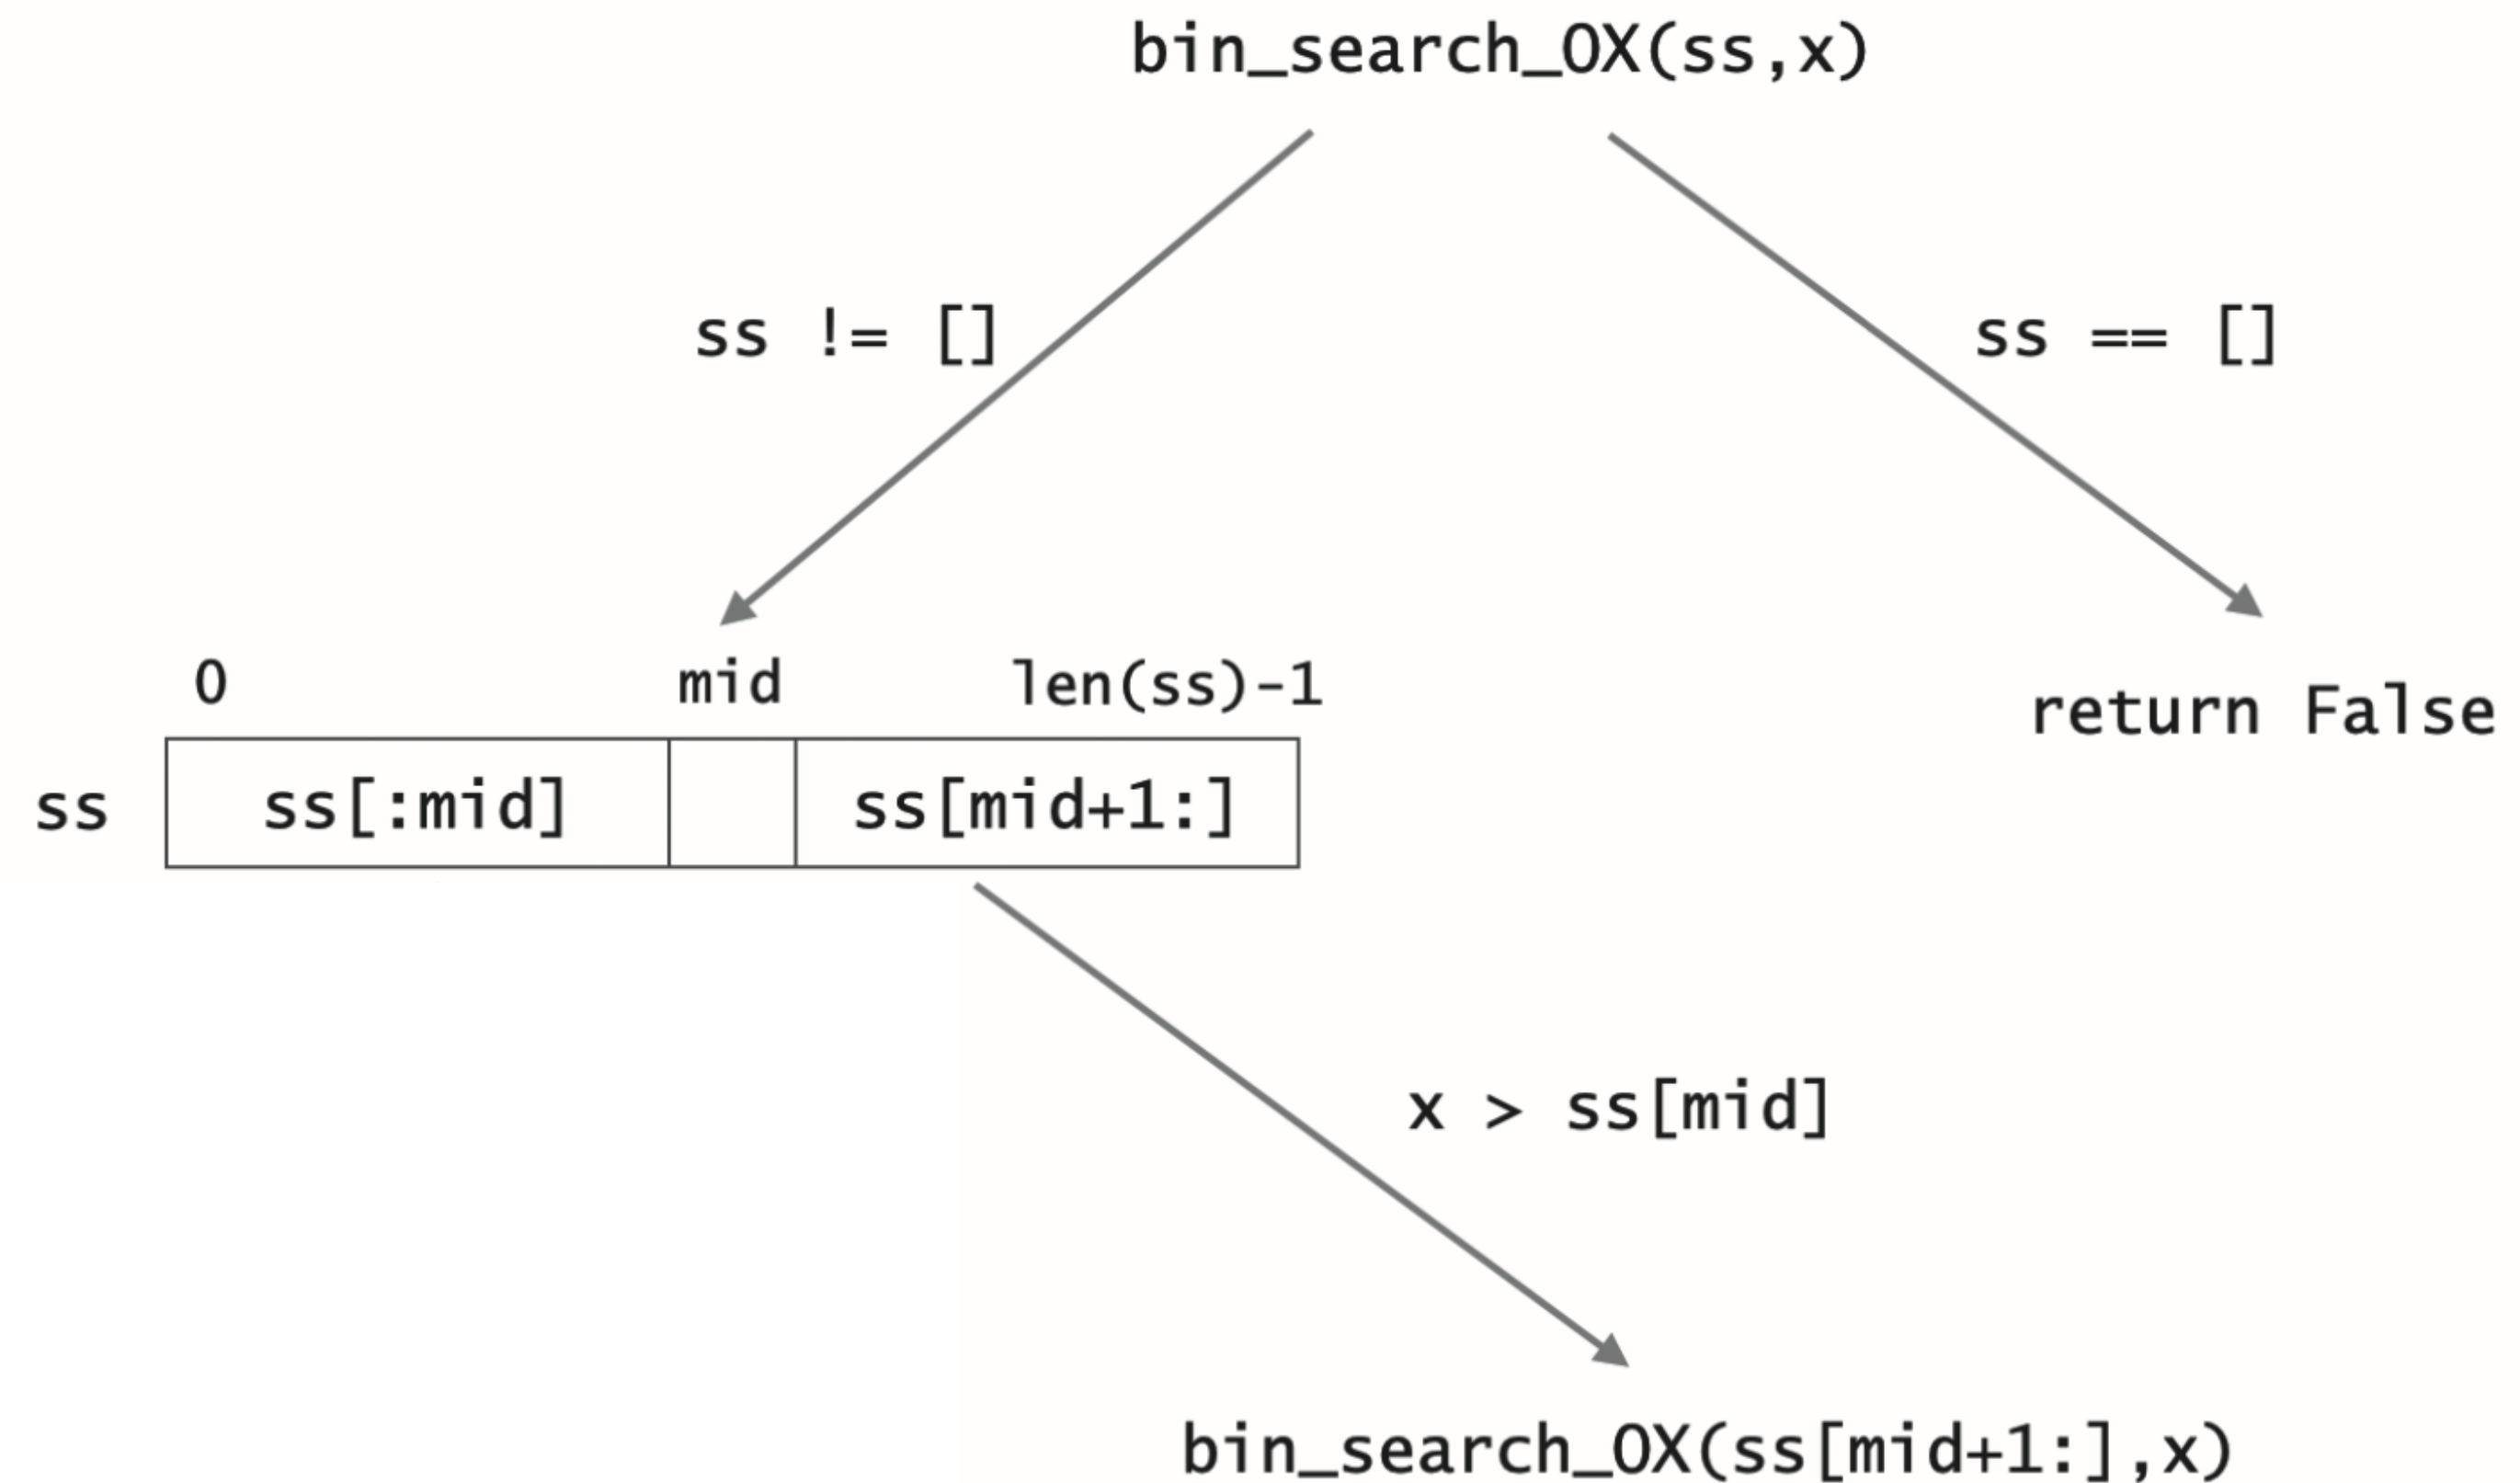 bin_search_OX(ss,x)
ss != []
ss == []
0 mid len(ss)-1
return False
ss ss[:mid] ss[mid+1:]
x > ss[mid]
bin_search_OX(ss[mid+1:],x)